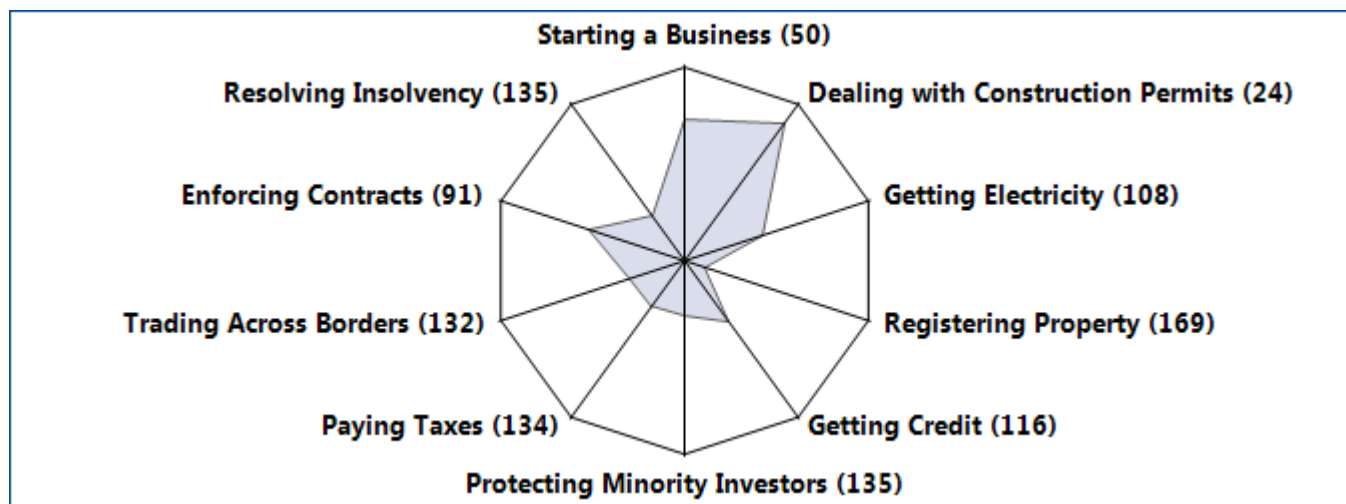 Starting a Business (50)
Resolving Insolvency (135)
Dealing with Construction Permits (24)
Enforcing Contracts (91)
Getting Electricity (108)
Trading Across Borders (132)
Registering Property (169)
Paying Taxes (134)
Getting Credit (116)
Protecting Minority Investors (135)